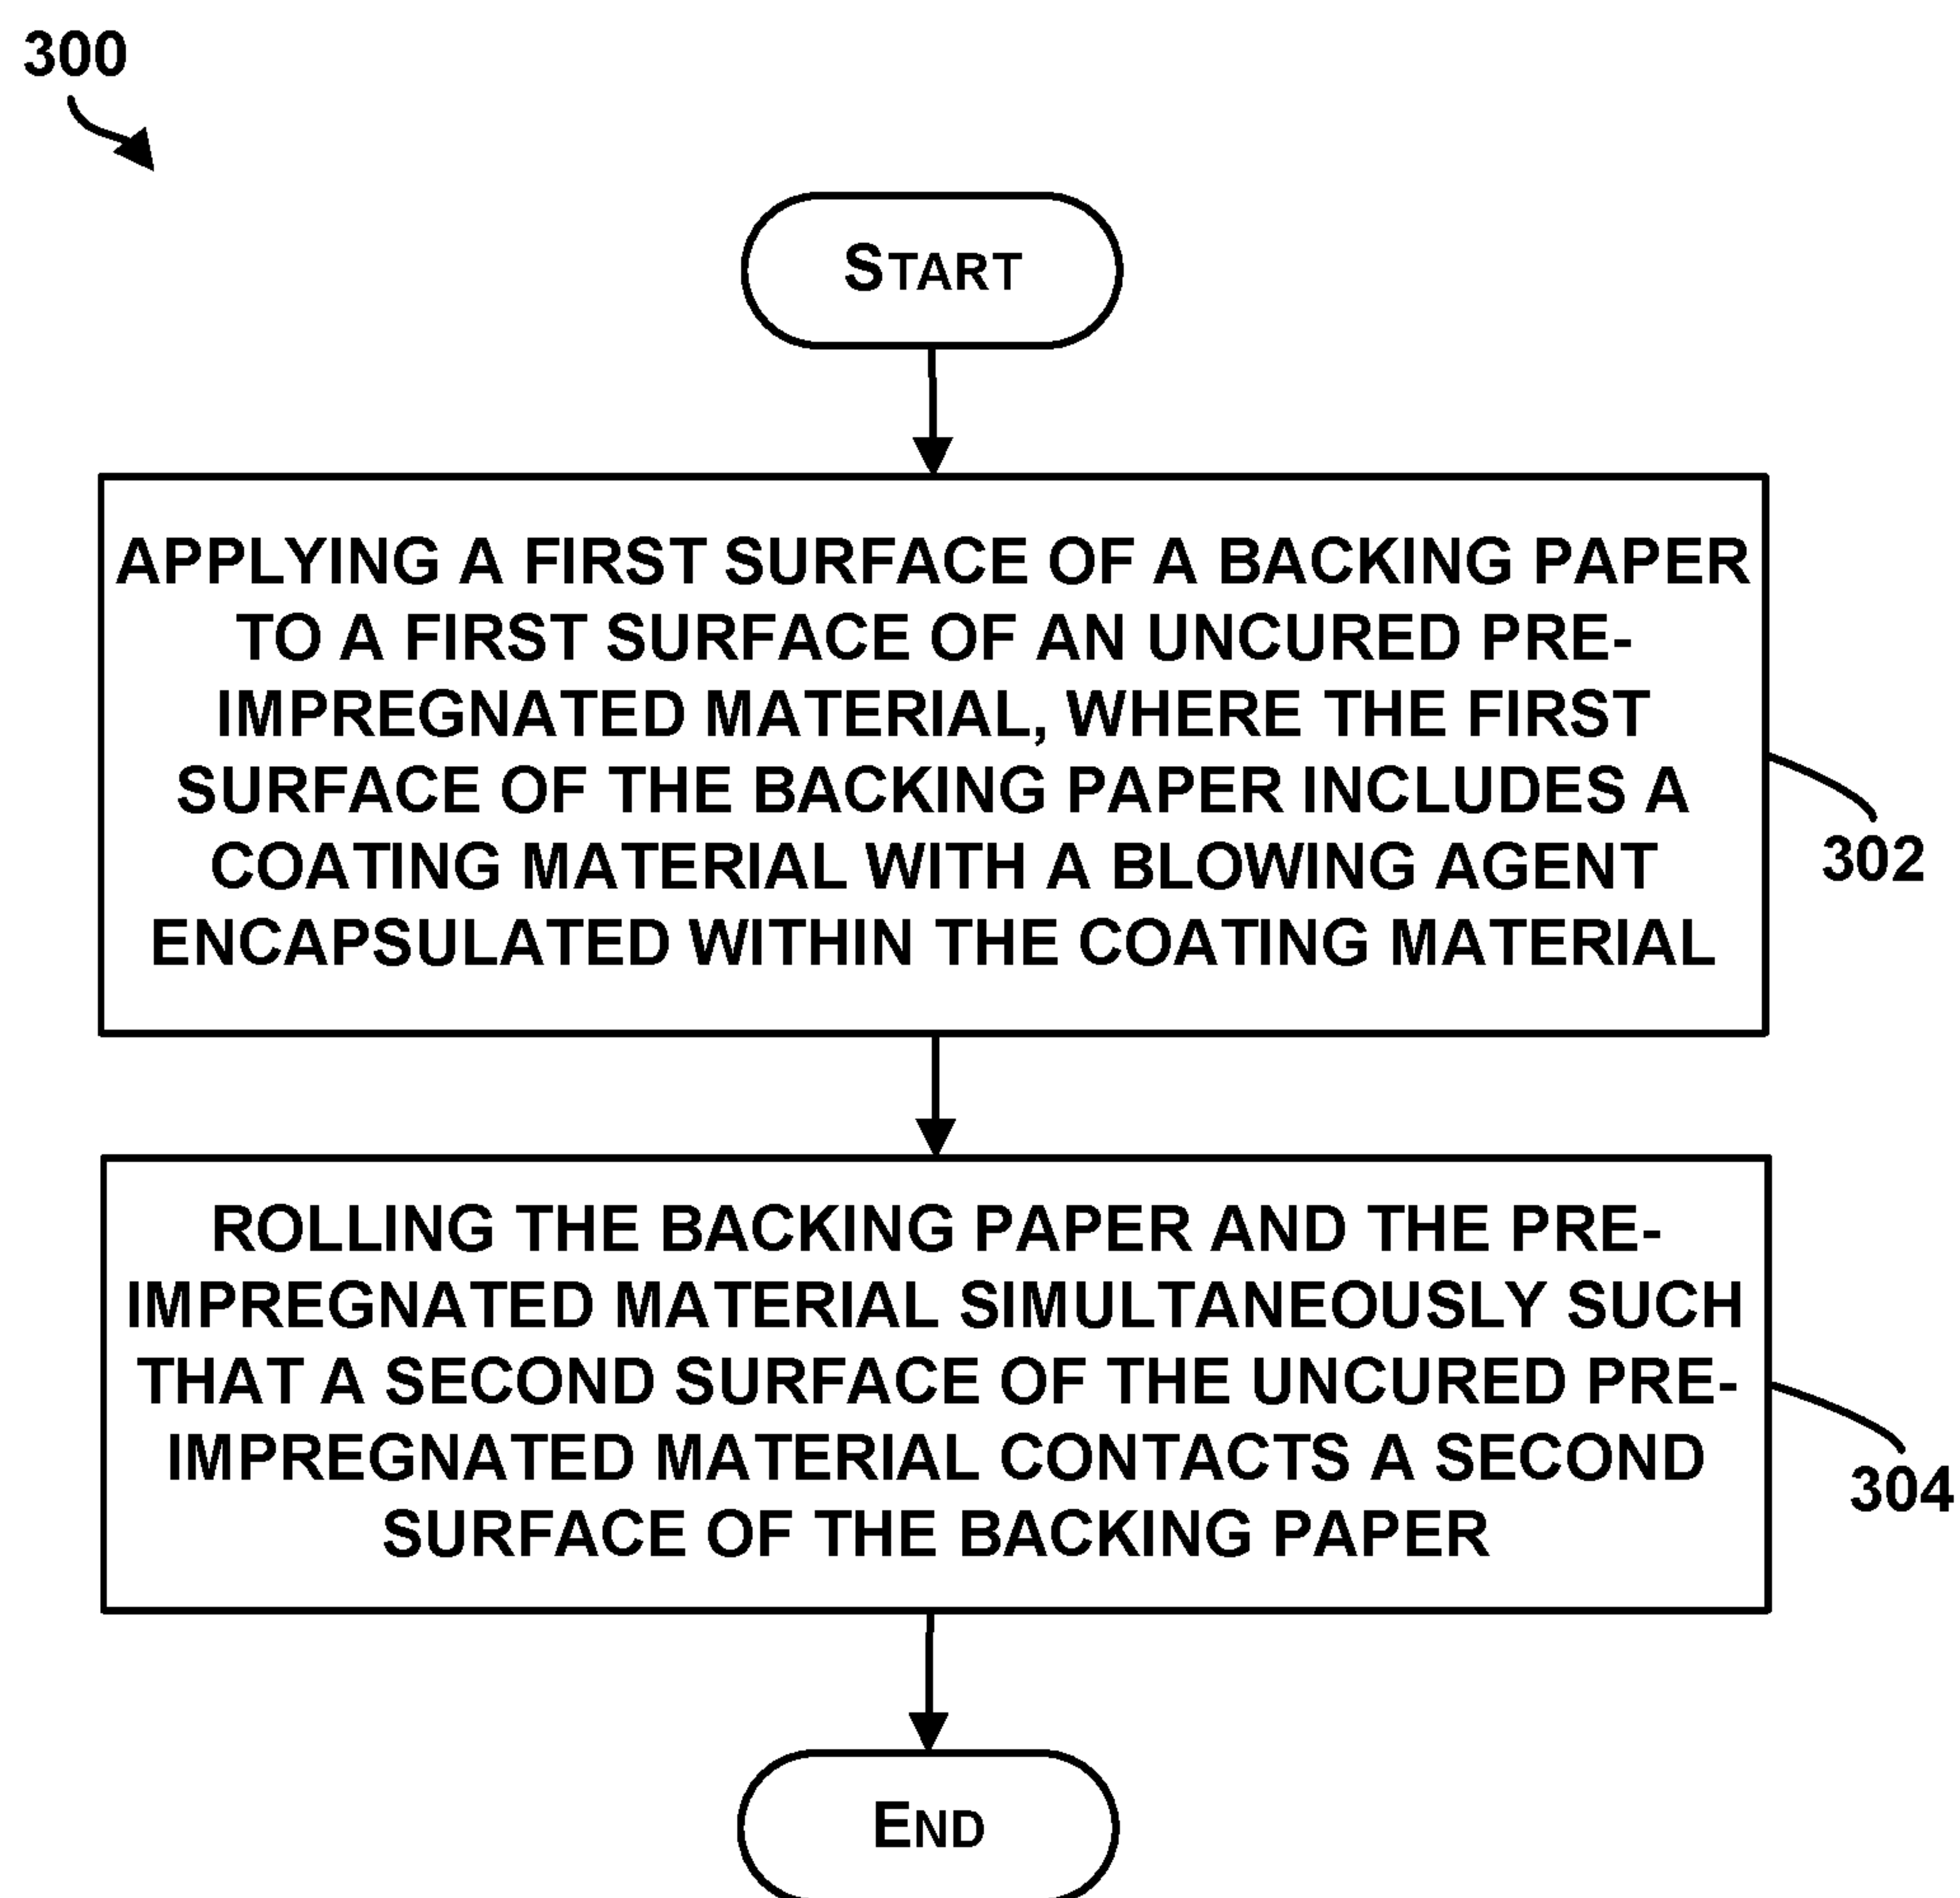 300
START
APPLYING A FIRST SURFACE OF A BACKING PAPER
TO A FIRST SURFACE OF AN UNCURED PRE-
IMPREGNATED MATERIAL, WHERE THE FIRST
SURFACE OF THE BACKING PAPER INCLUDES A
COATING MATERIAL WITH A BLOWING AGENT
ENCAPSULATED WITHIN THE COATING MATERIAL
302
ROLLING THE BACKING PAPER AND THE PRE-
IMPREGNATED MATERIAL SIMULTANEOUSLY SUCH
THAT A SECOND SURFACE OF THE UNCURED PRE-
IMPREGNATED MATERIAL CONTACTS A SECOND
SURFACE OF THE BACKING PAPER
304
END